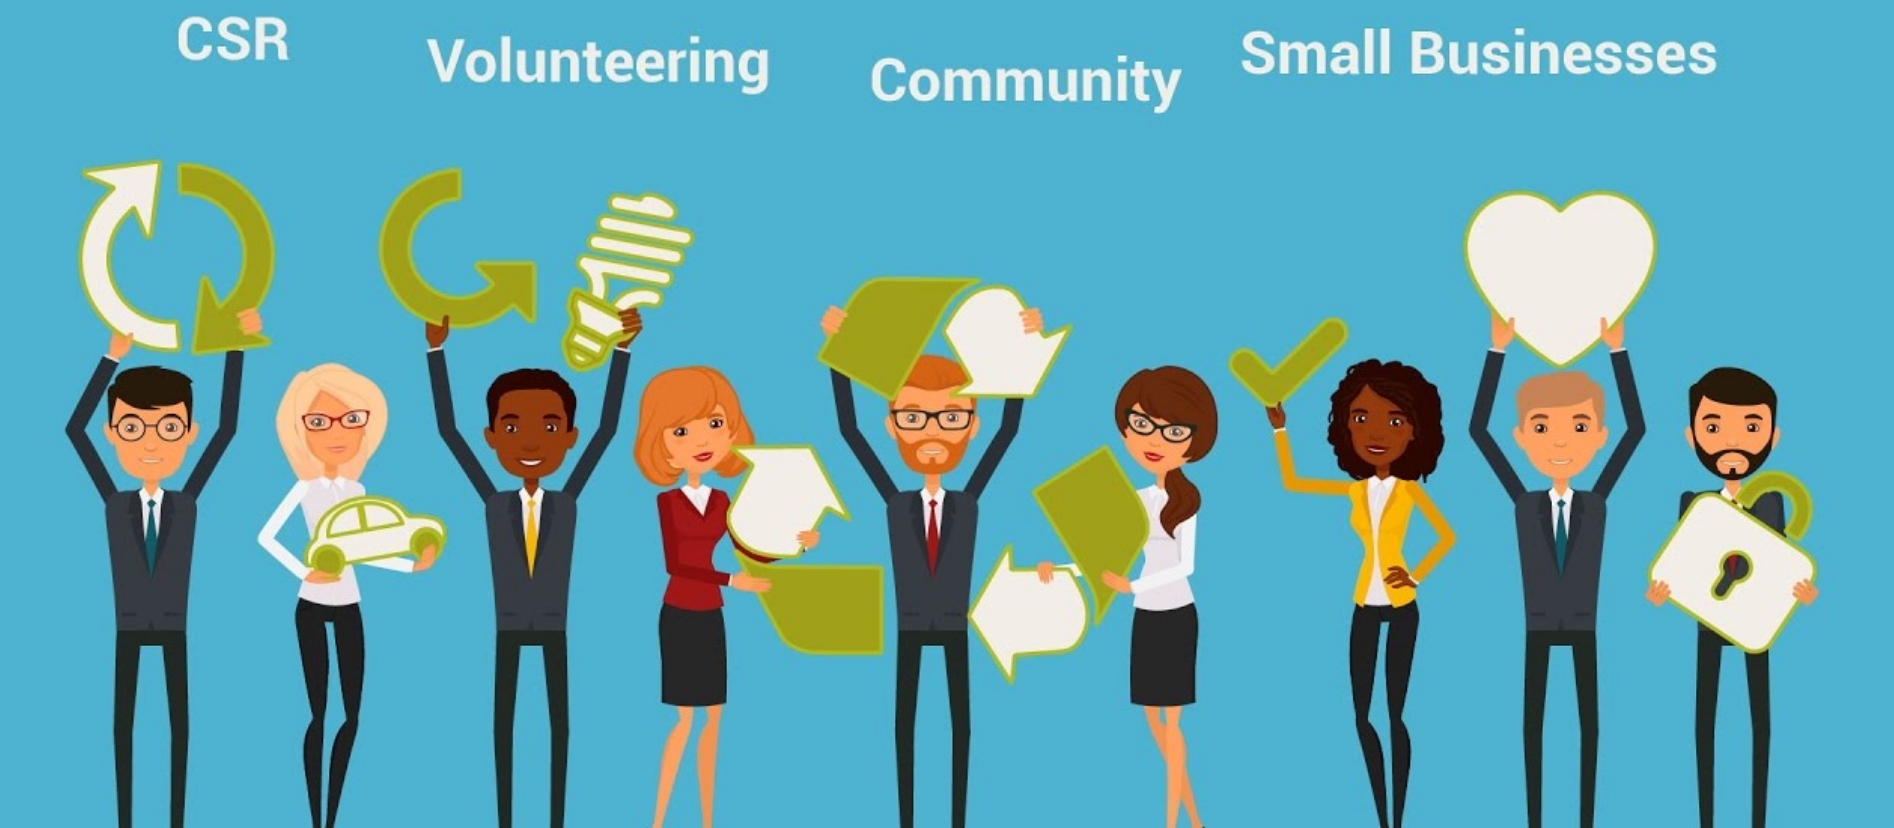 CSR
Volunteering
Community
Small Businesses